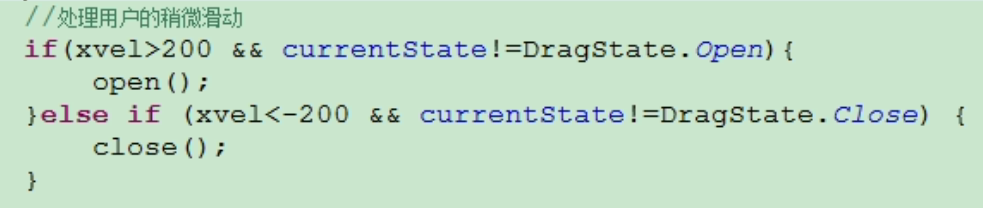 //处理用户的稍微滑动
if(xvel>200 && currentState!=DragState.Open){
    open();
}else if (xvel<-200 && currentState!=DragState.Close) {
    close();
}